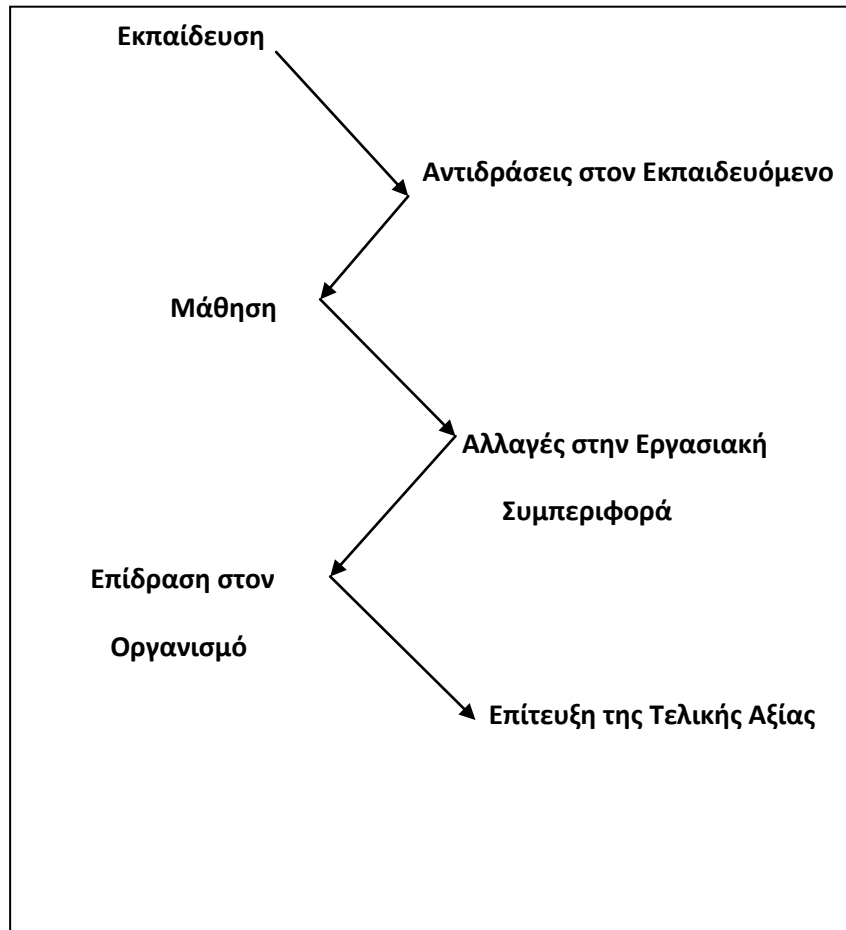 Εκπαίδευση
Αντιδράσεις στον Εκπαιδευόμενο
Μάθηση
Αλλαγές στην Εργασιακή
Συμπεριφορά
Επίδραση στον
Οργανισμό
Επίτευξη της Τελικής Αξίας